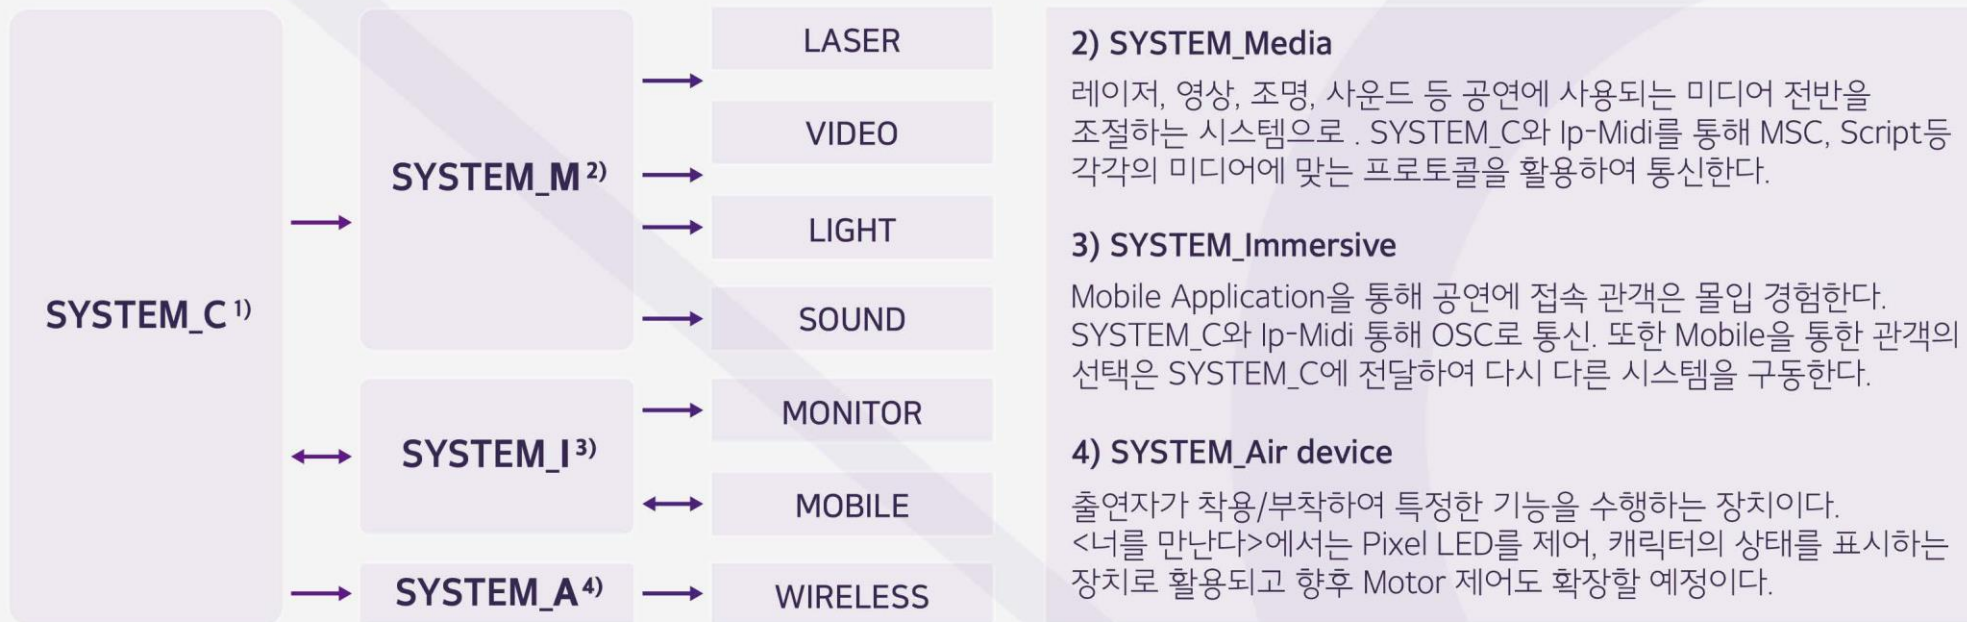 SYSTEM_C 1)
SYSTEM_M 2)
SYSTEM_I 3)
SYSTEM_A 4)
LASER
VIDEO
LIGHT
SOUND
MONITOR
MOBILE
WIRELESS
2) SYSTEM_Media
레이저, 영상, 조명, 사운드 등 공연에 사용되는 미디어 전반을
조절하는 시스템으로 . SYSTEM_C와 Ip-Midi를 통해 MSC, Script등
각각의 미디어에 맞는 프로토콜을 활용하여 통신한다.
3) SYSTEM_Immersive
Mobile Application을 통해 공연에 접속 관객은 몰입 경험한다.
SYSTEM_C와 Ip-Midi 통해 OSC로 통신. 또한 Mobile을 통한 관객의
선택은 SYSTEM_C에 전달하여 다시 다른 시스템을 구동한다.
4) SYSTEM_Air device
출연자가 착용/부착하여 특정한 기능을 수행하는 장치이다.
<너를 만난다>에서는 Pixel LED를 제어, 캐릭터의 상태를 표시하는
장치로 활용되고 향후 Motor 제어도 확장할 예정이다.